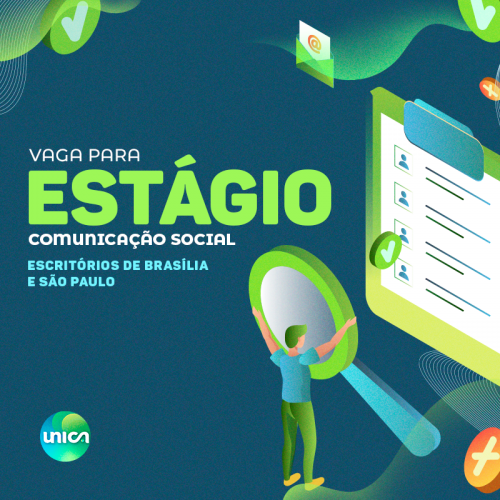 VAGA PARA
ESTÁGIO
COMUNICAÇÃO SOCIAL
ESCRITÓRIOS DE BRASÍLIA
E SÃO PAULO
unica
@